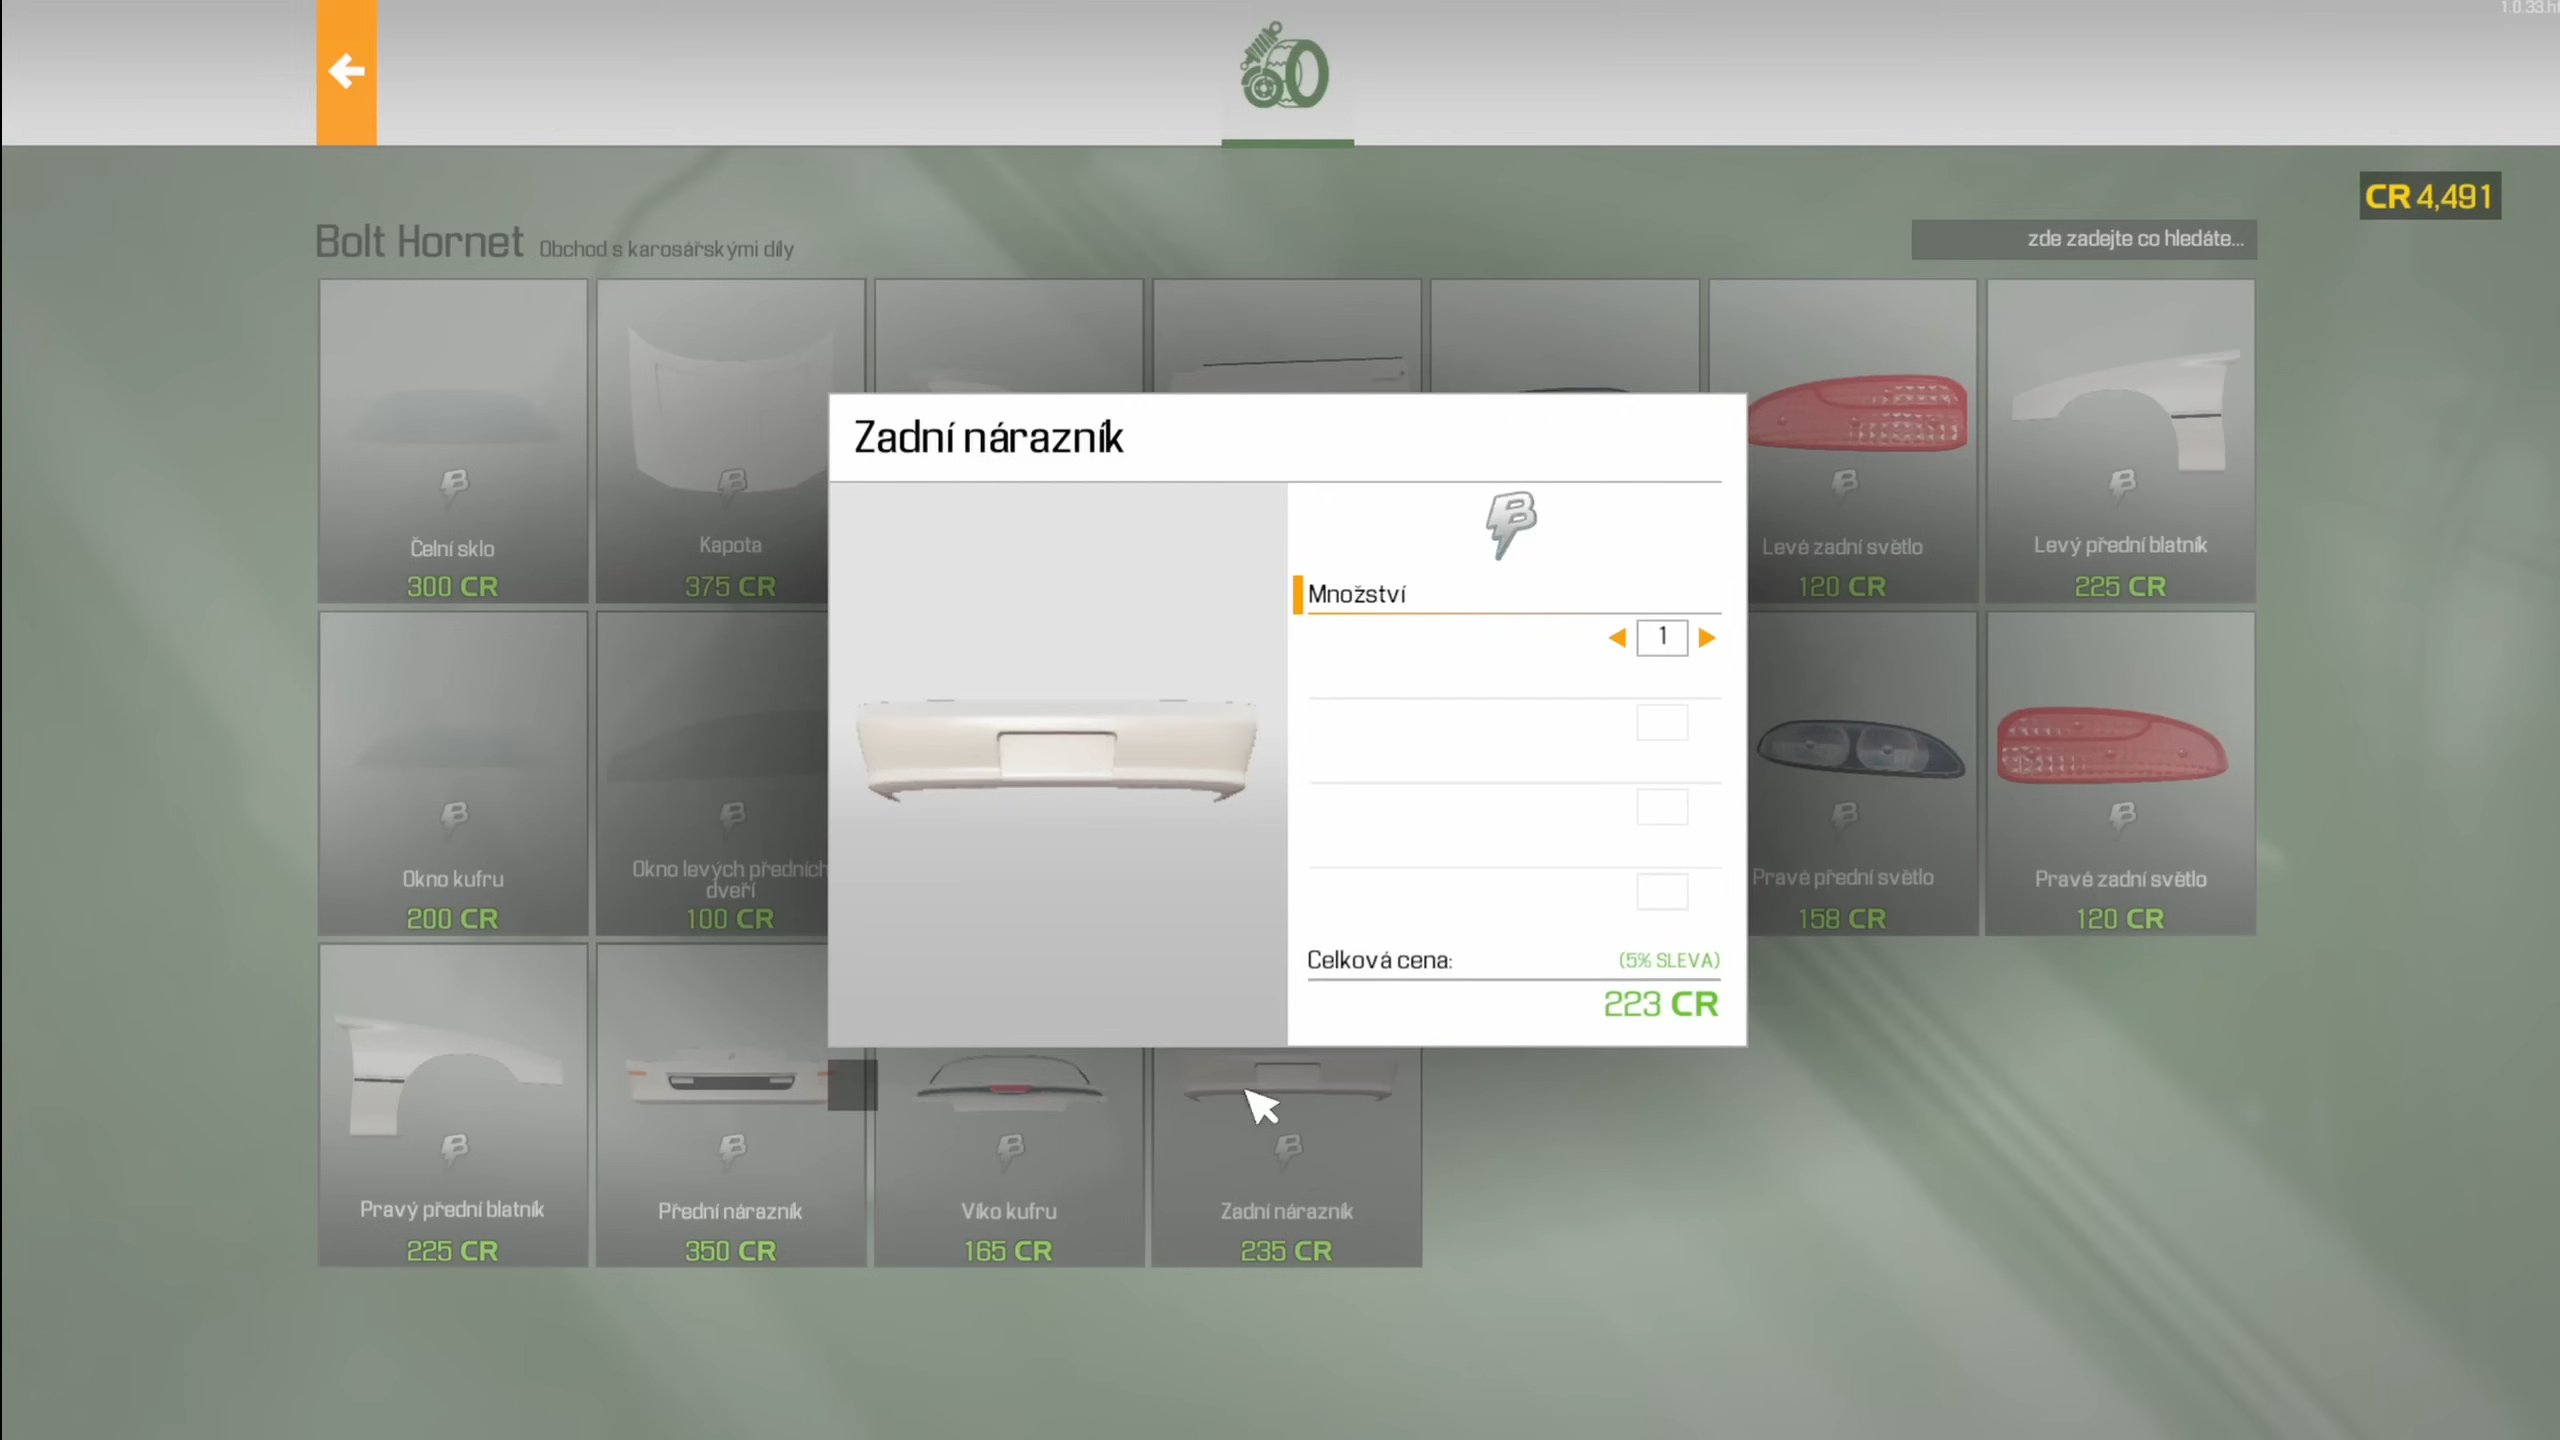 1.0.33.h
CR 4,491
Bolt Hornet Obchod s karosářskými díly
zde zadejte co hledáte...
Čelní sklo
300 CR
Kapota
375 CR
Levé zadní světlo
120 CR
Levý přední blatník
225 CR
Zadní nárazník
Množství
1
Celková cena:
(5% SLEVA)
223 CR
Okno kufru
200 CR
Okno levých předních
dveří
100 CR
Pravé přední světlo
158 CR
Pravé zadní světlo
120 CR
Pravý přední blatník
225 CR
Přední nárazník
350 CR
Víko kufru
165 CR
Zadní nárazník
235 CR